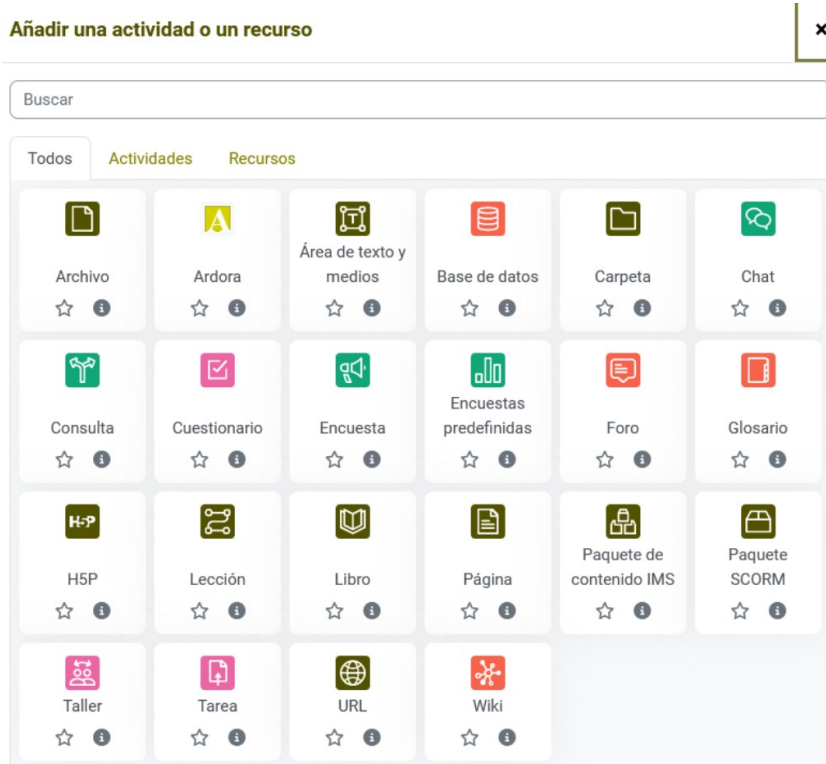 Añadir una actividad o un recurso
Buscar
Todos Actividades Recursos
Archivo
Ardora
Área de texto y
medios
Base de datos
Carpeta
Chat
Consulta
Cuestionario
Encuesta
Encuestas
predefinidas
Foro
Glosario
H5P
H5P
Lección
Libro
Página
Paquete de
contenido IMS
Paquete
SCORM
Taller
Tarea
URL
Wiki